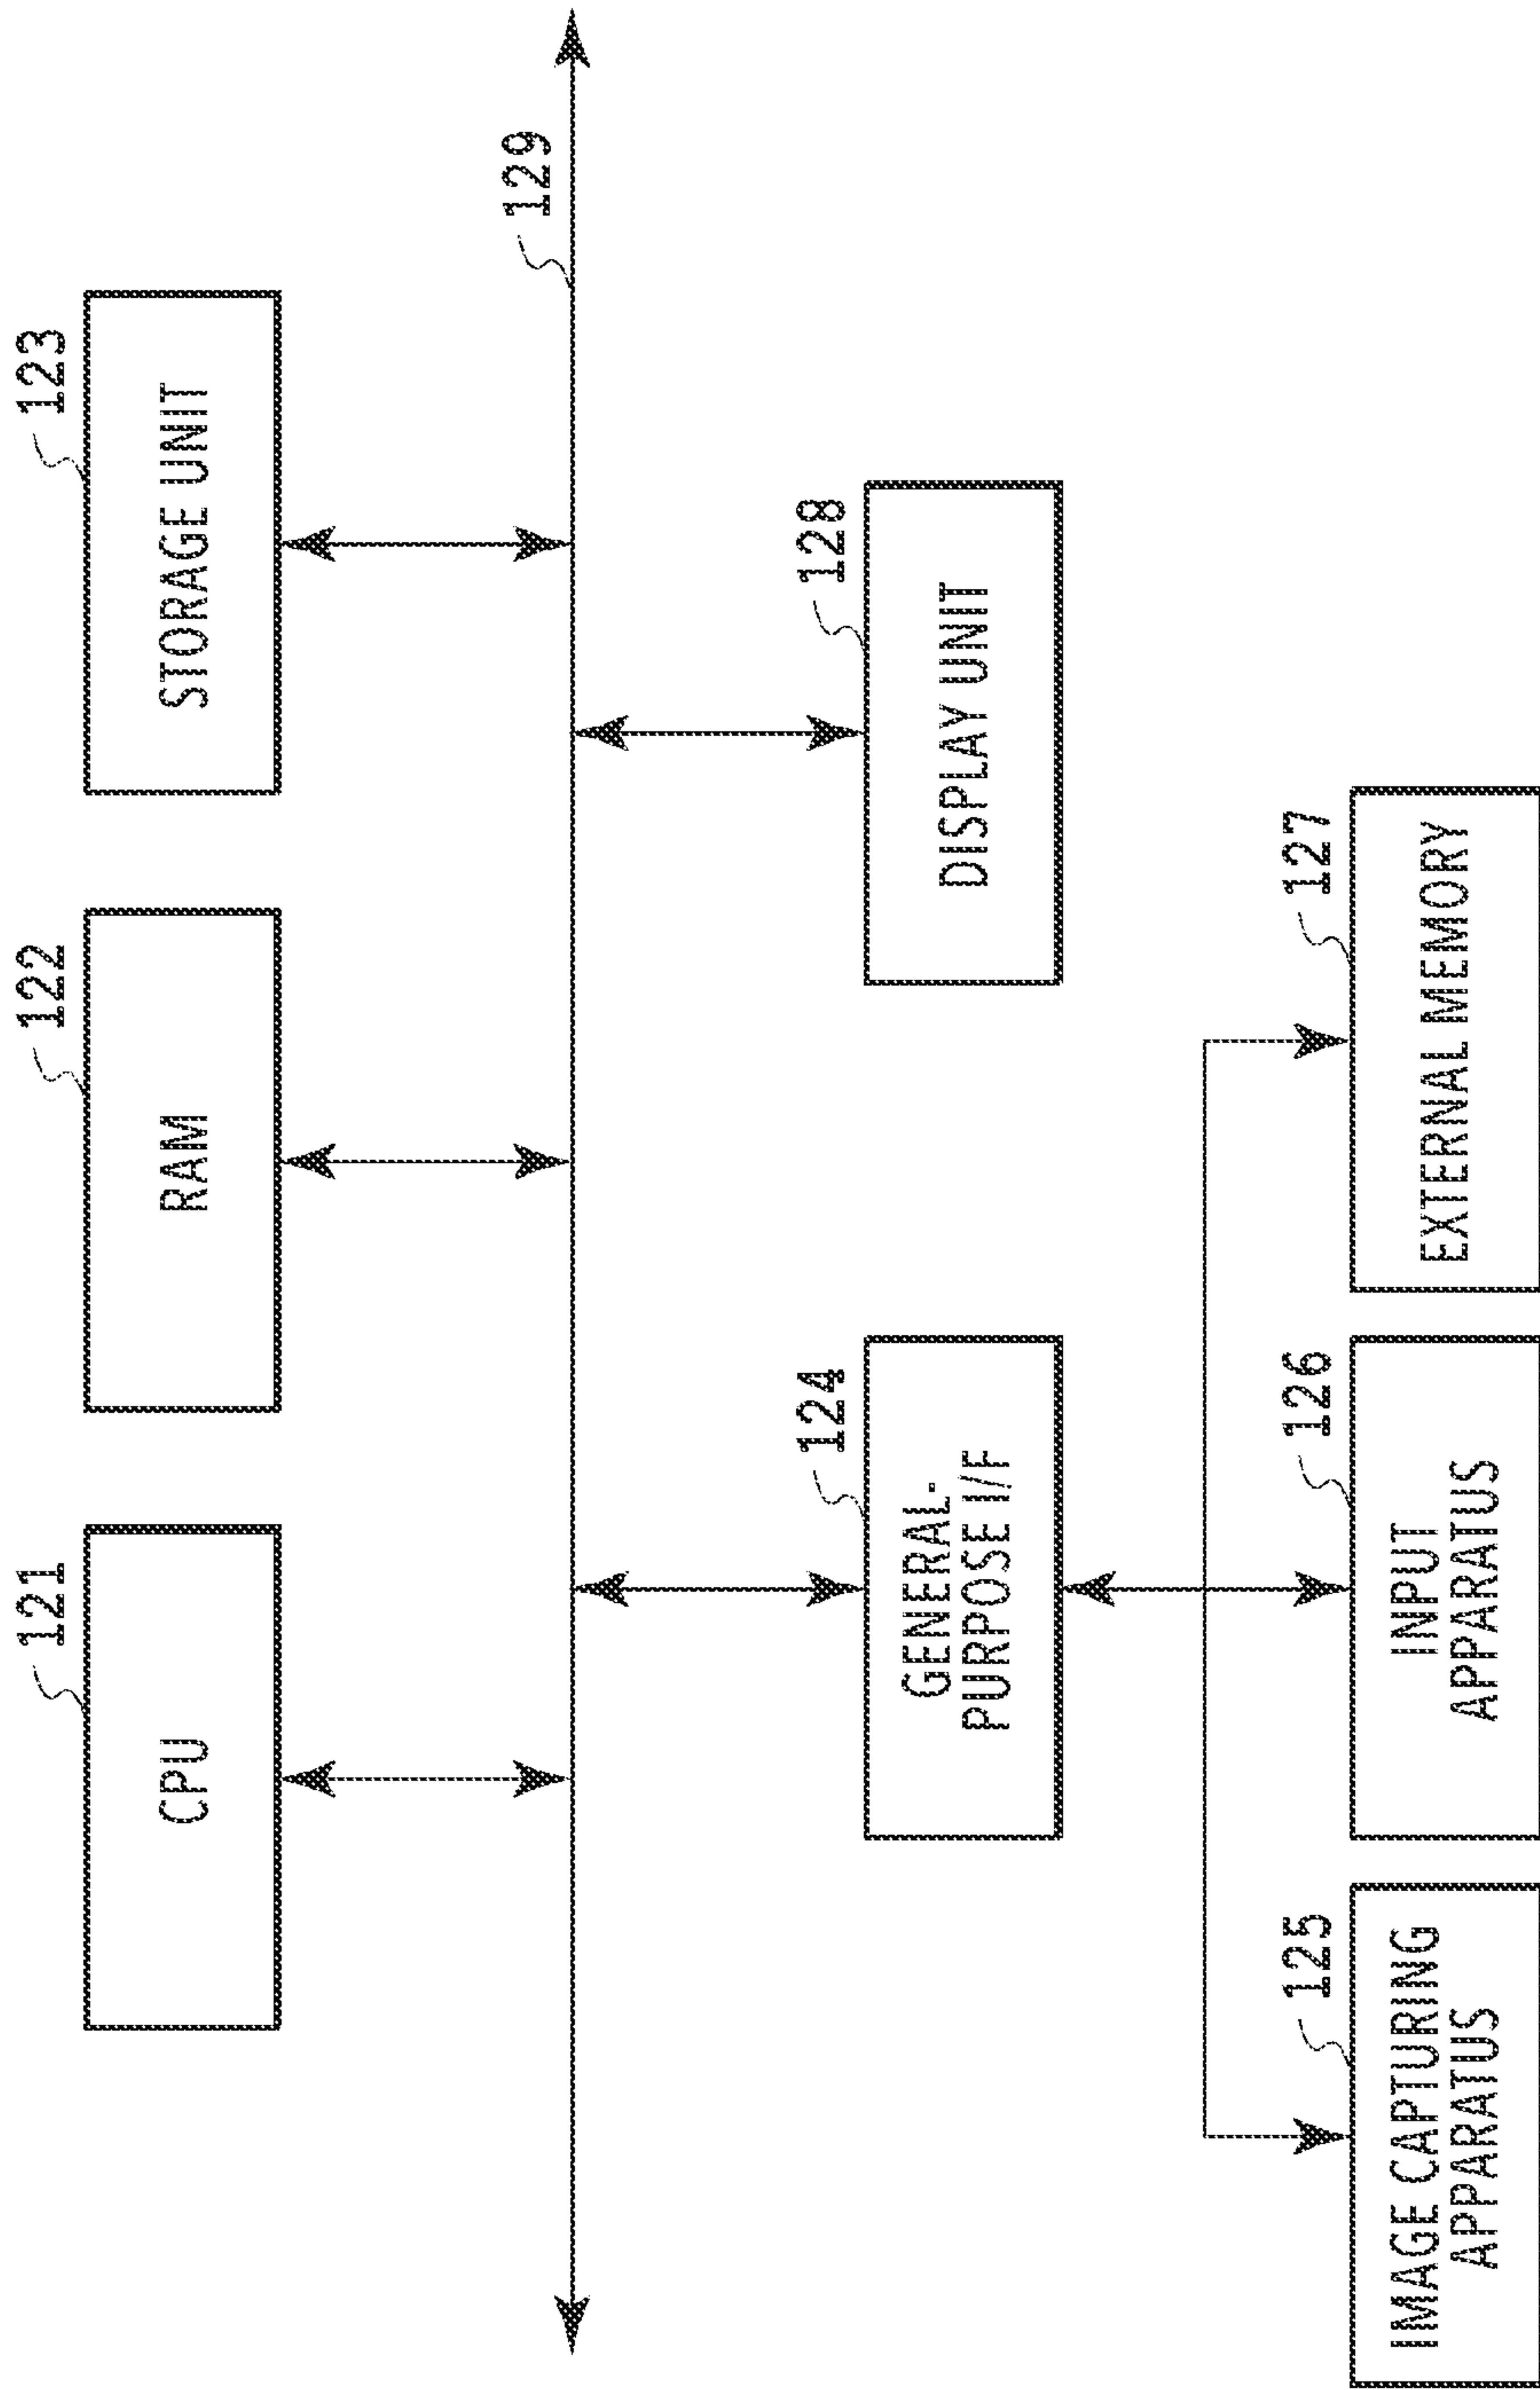 121
CPU
122
RAM
123
STORAGE UNIT
129
124
GENERAL-
PURPOSE I/F
128
DISPLAY UNIT
125
IMAGE CAPTURING
APPARATUS
126
INPUT
APPARATUS
127
EXTERNAL MEMORY